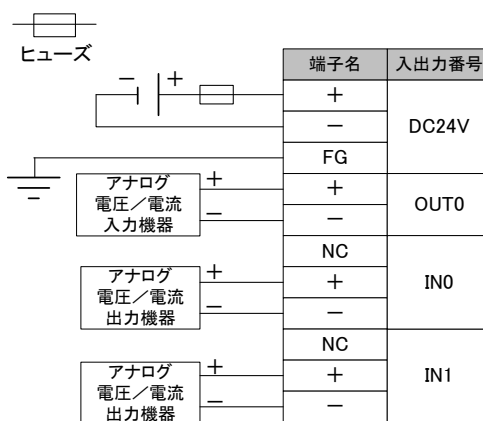 ヒューズ
端子名 入出力番号
－ ＋ ＋
－ DC24V
FG
アナログ
電圧／電流
入力機器
＋ ＋
－ － OUT0
NC
アナログ
電圧／電流
出力機器
＋ ＋ IN0
－ －
NC
アナログ
電圧／電流
出力機器
＋ ＋ IN1
－ －